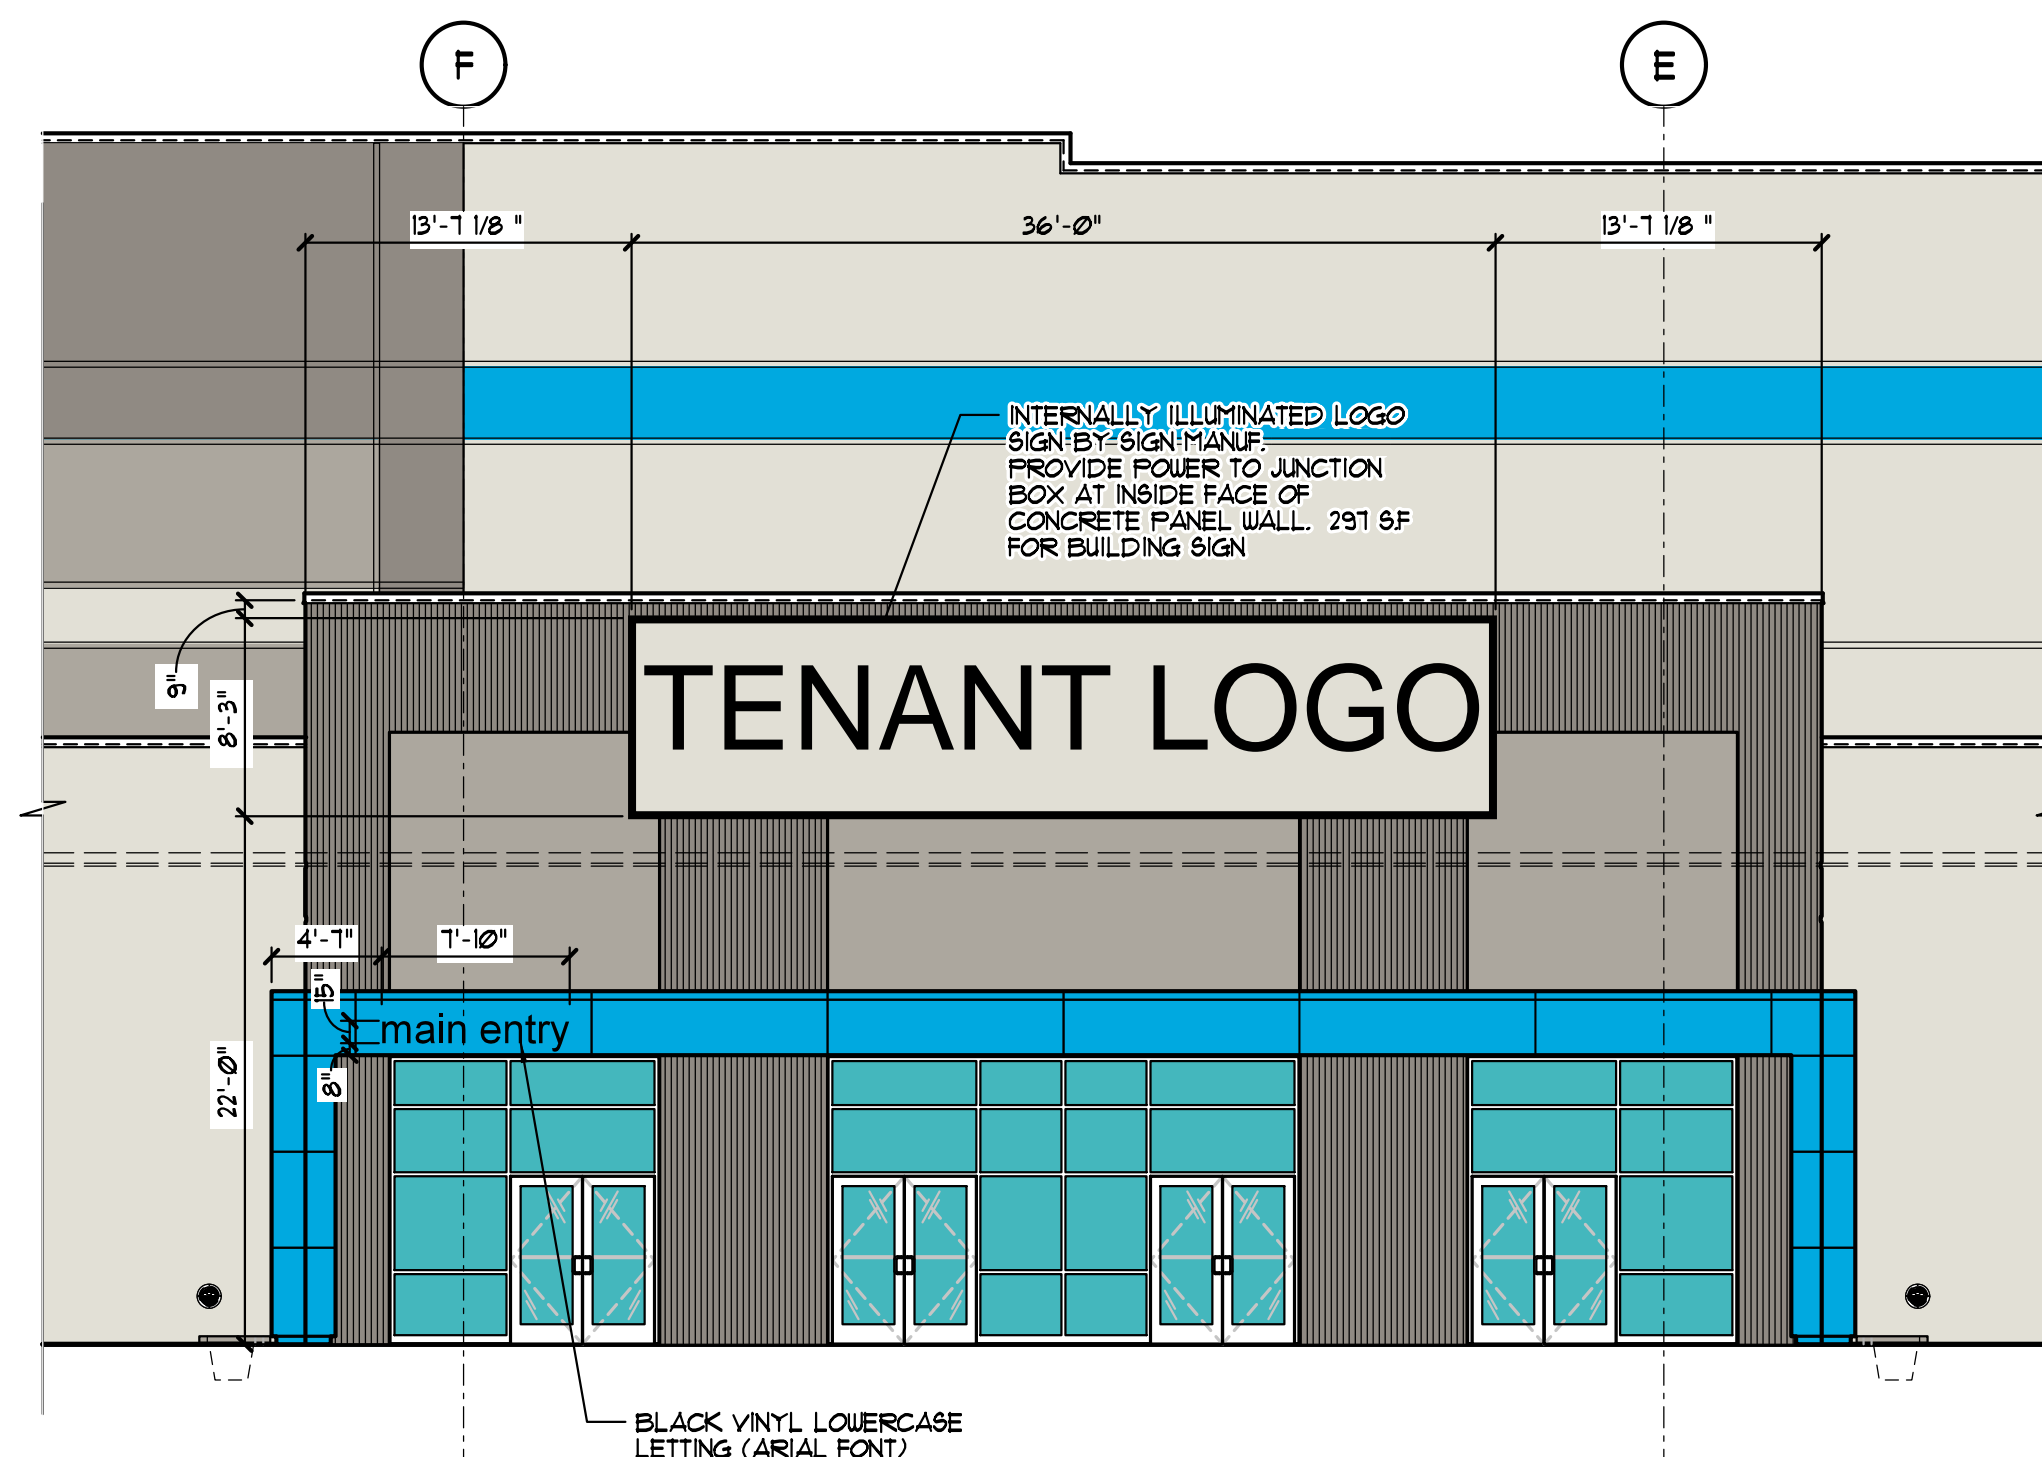 F
E
13'-7 1/8 "
36'-0"
13'-7 1/8 "
INTERNALLY ILLUMINATED LOGO
SIGN BY SIGN MANUF.
PROVIDE POWER TO JUNCTION
BOX AT INSIDE FACE OF
CONCRETE PANEL WALL. 297 SF
FOR BUILDING SIGN
9"
8'-3"
TENANT LOGO
4'-7"
7'-10"
15"
main entry
8"
22'-0"
BLACK VINYL LOWERCASE
LETTING (ARIAL FONT)